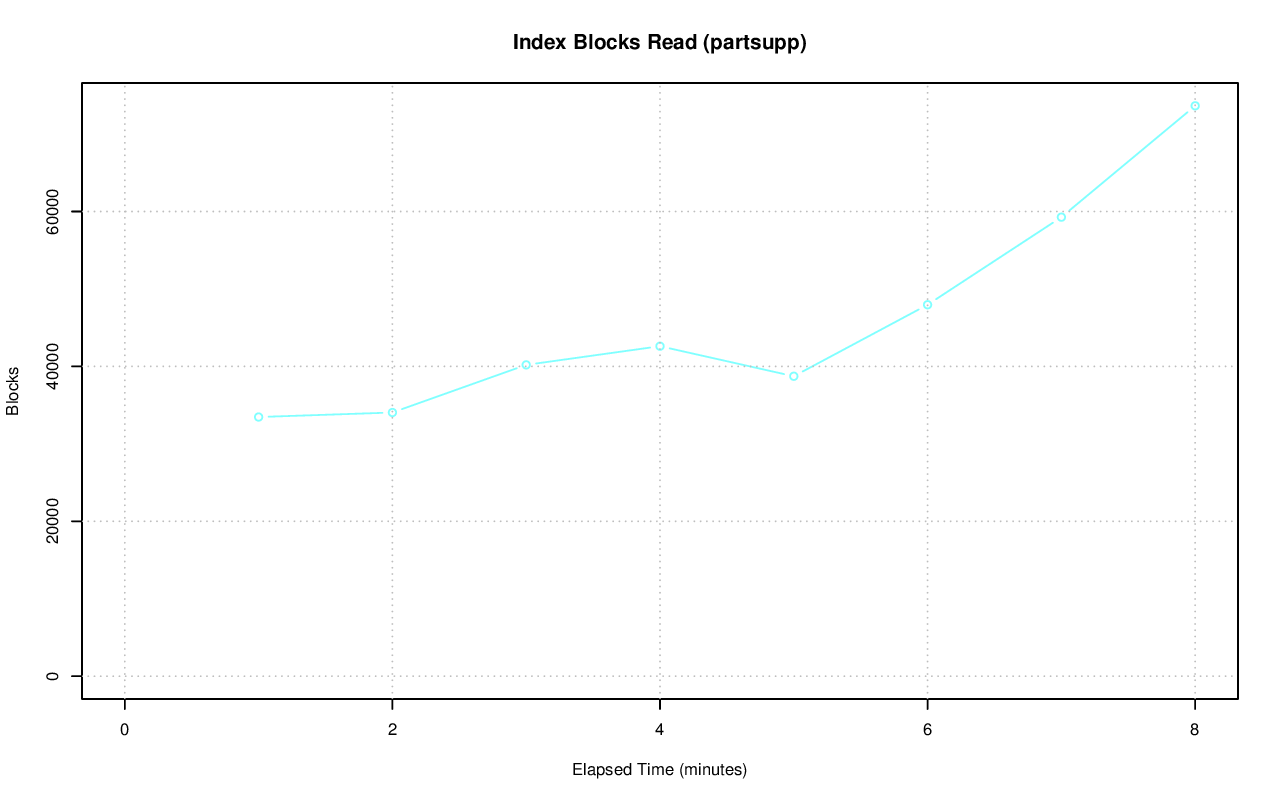 Index Blocks Read (partsupp)
Blocks
60000
40000
20000
0
0 2 4 6 8
Elapsed Time (minutes)